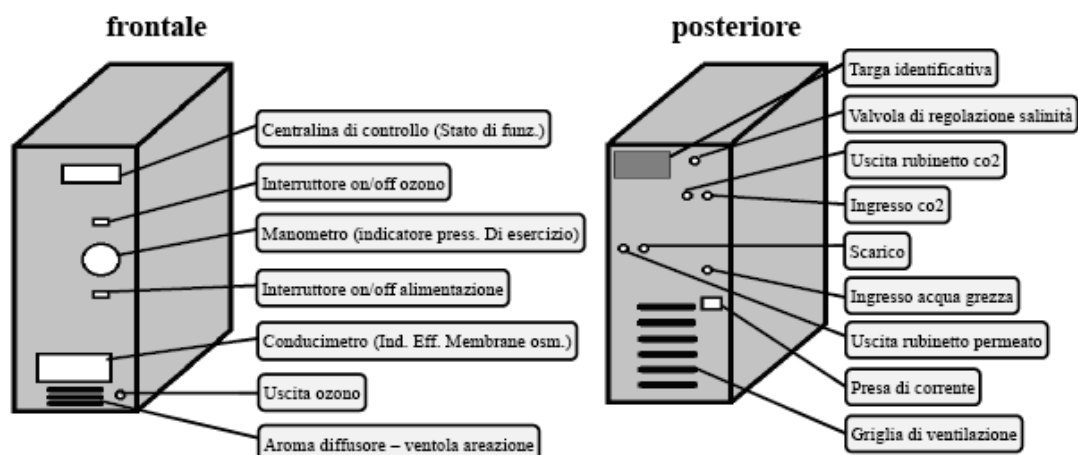 frontale
Centralina di controllo (Stato di funz.)
Interruttore on/off ozono
Manometro (indicatore press. Di esercizio)
Interruttore on/off alimentazione
Conducimetro (Ind. Eff. Membrane osm.)
Uscita ozono
Aroma diffusore – ventola areazione
posteriore
Targa identificativa
Valvola di regolazione salinità
Uscita rubinetto co2
Ingresso co2
Scarico
Ingresso acqua grezza
Uscita rubinetto permeato
Presa di corrente
Griglia di ventilazione